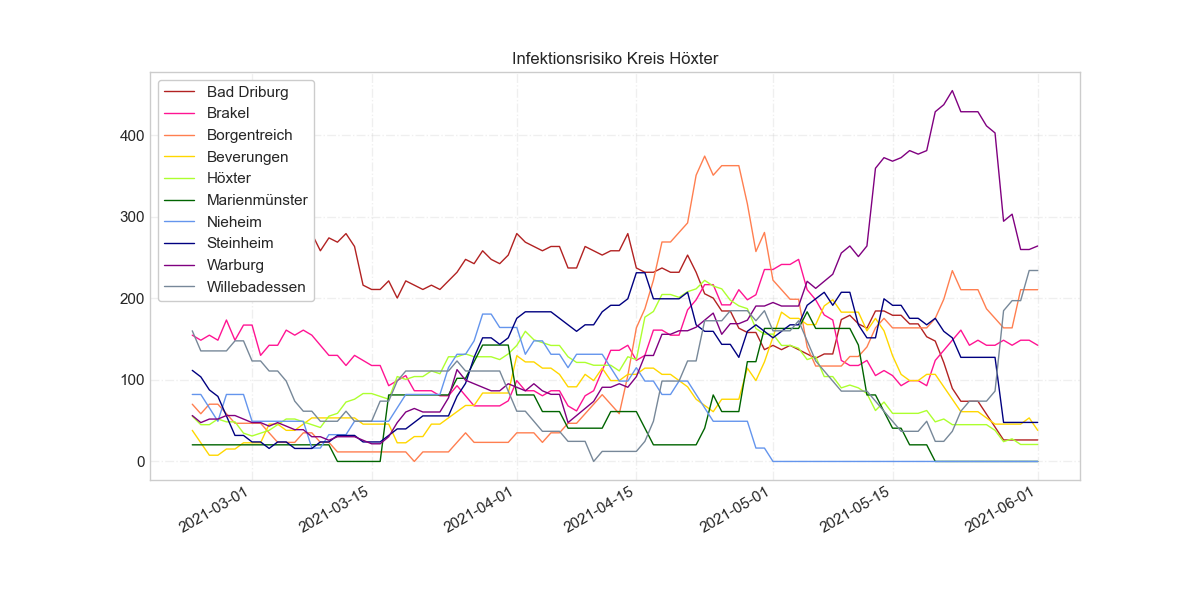 Infektionsrisiko Kreis Höxter
Bad Driburg
Brakel
Borgentreich
Beverungen
Höxter
Marienmünster
Nieheim
Steinheim
Warburg
Willebadessen
400
300
200
100
0
2021-03-01
2021-03-15
2021-04-01
2021-04-15
2021-05-01
2021-05-15
2021-06-01